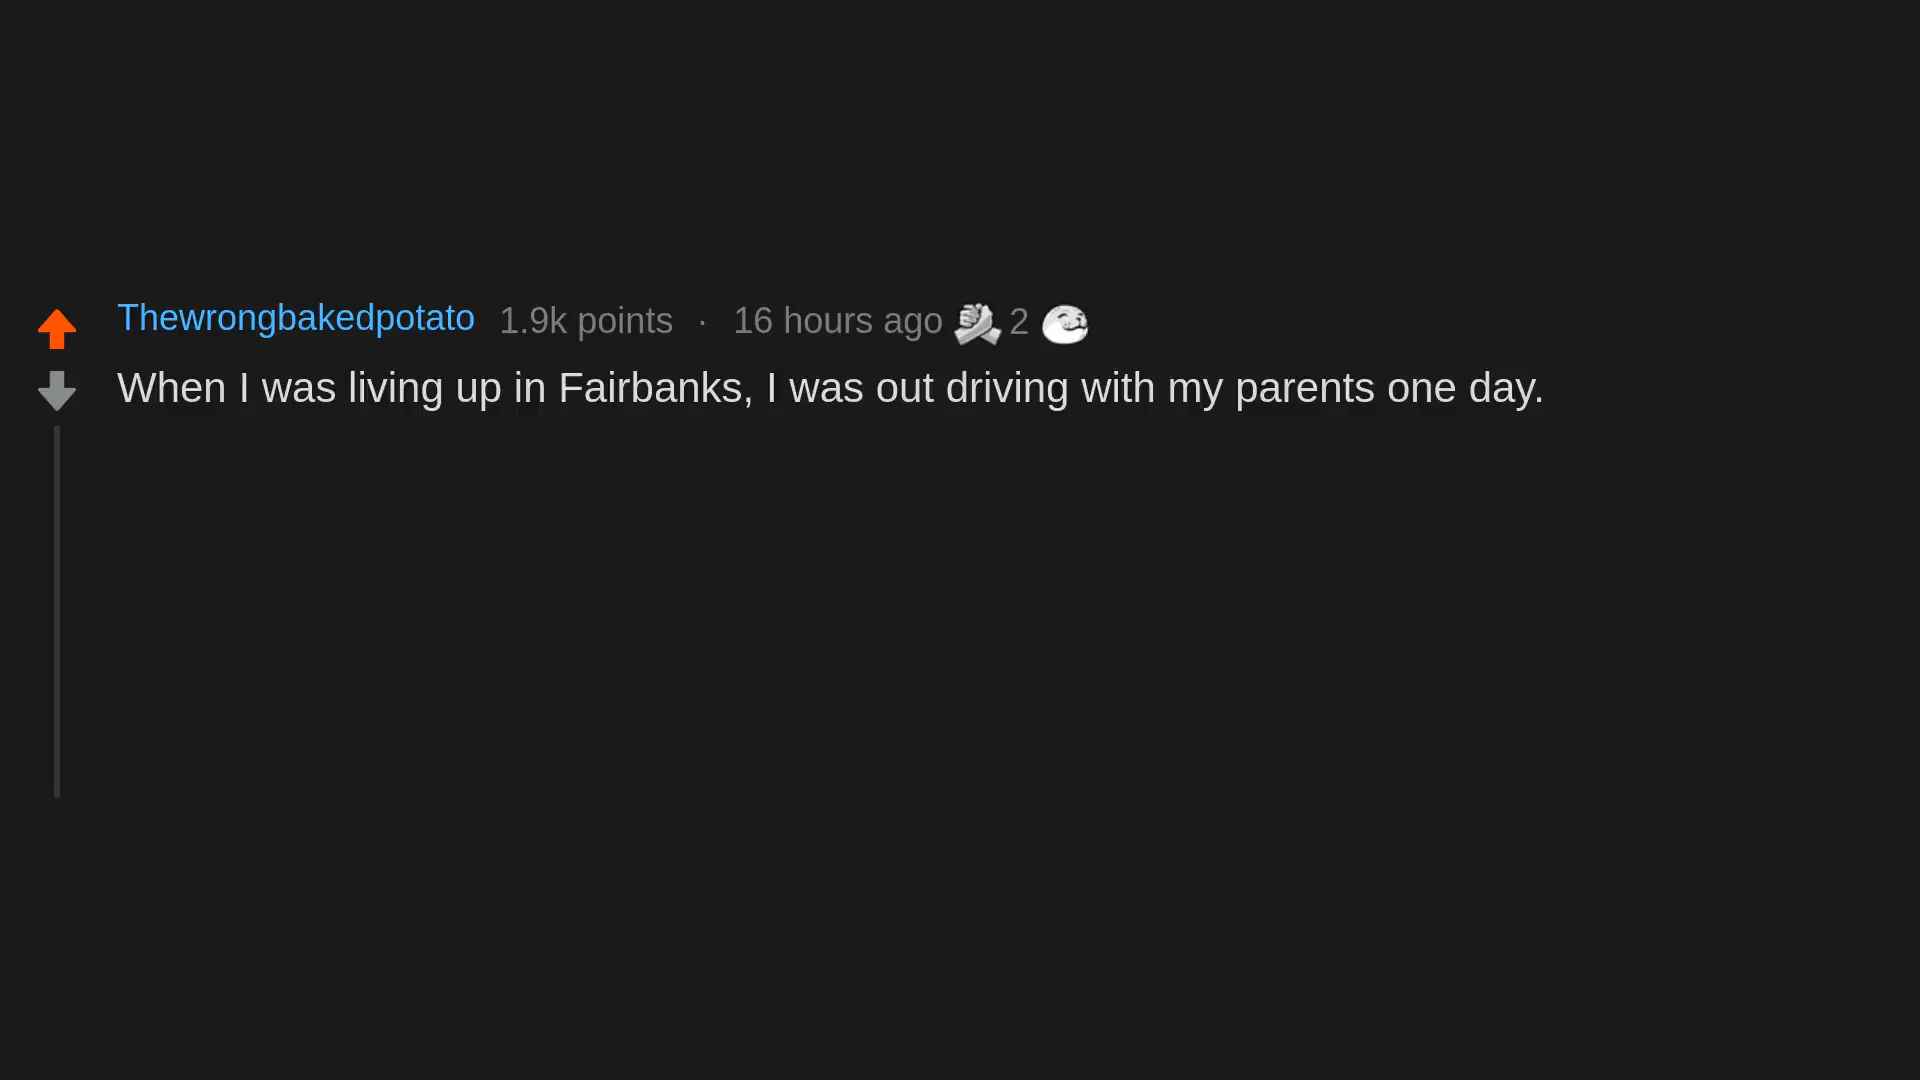 Thewrongbakedpotato 1.9k points · 16 hours ago 2
When I was living up in Fairbanks, I was out driving with my parents one day.